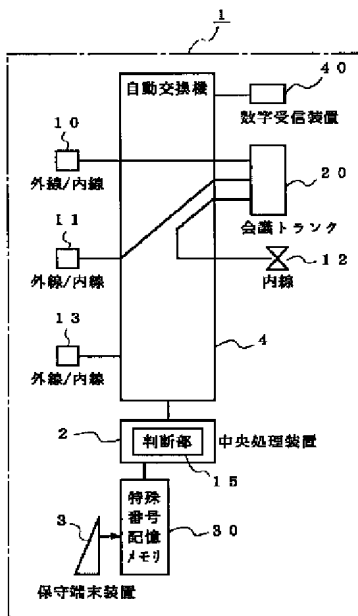 1
自動交換機
40
数字受信装置
10
外線/内線
20
会議トランク
11
外線/内線
12
内線
13
外線/内線
4
2
判断部
中央処理装置
15
特殊
番号
記憶
メモリ
30
3
保守端末装置